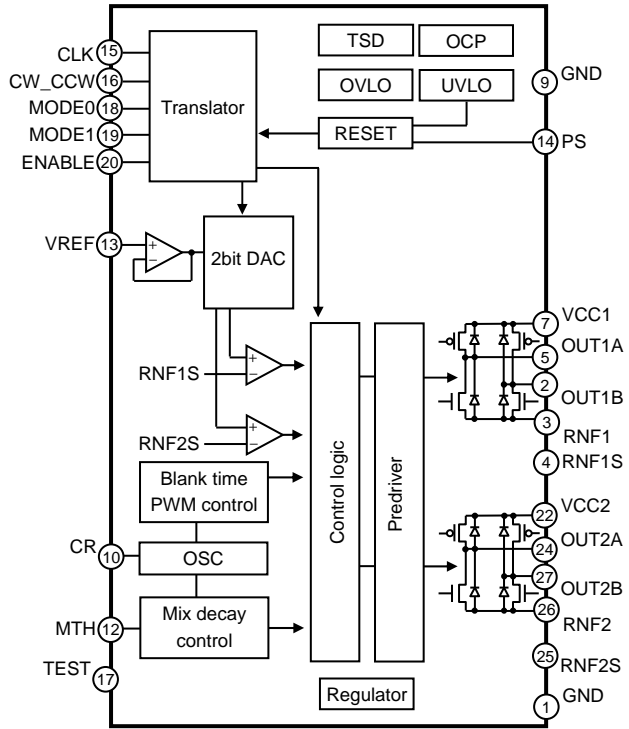 CLK 15
CW_CCW 16
MODE0 18
MODE1 19
ENABLE 20
Translator
TSD
OCP
OVLO
UVLO
RESET
9 GND
14 PS
VREF 13
+
−
2bit DAC
RNF1S
+
−
RNF2S
+
−
Blank time
PWM control
CR 10
OSC
MTH 12
Mix decay
control
TEST
17
Control logic
Predriver
Regulator
7 VCC1
5 OUT1A
2 OUT1B
3 RNF1
4 RNF1S
22 VCC2
24 OUT2A
27 OUT2B
26 RNF2
25 RNF2S
1 GND